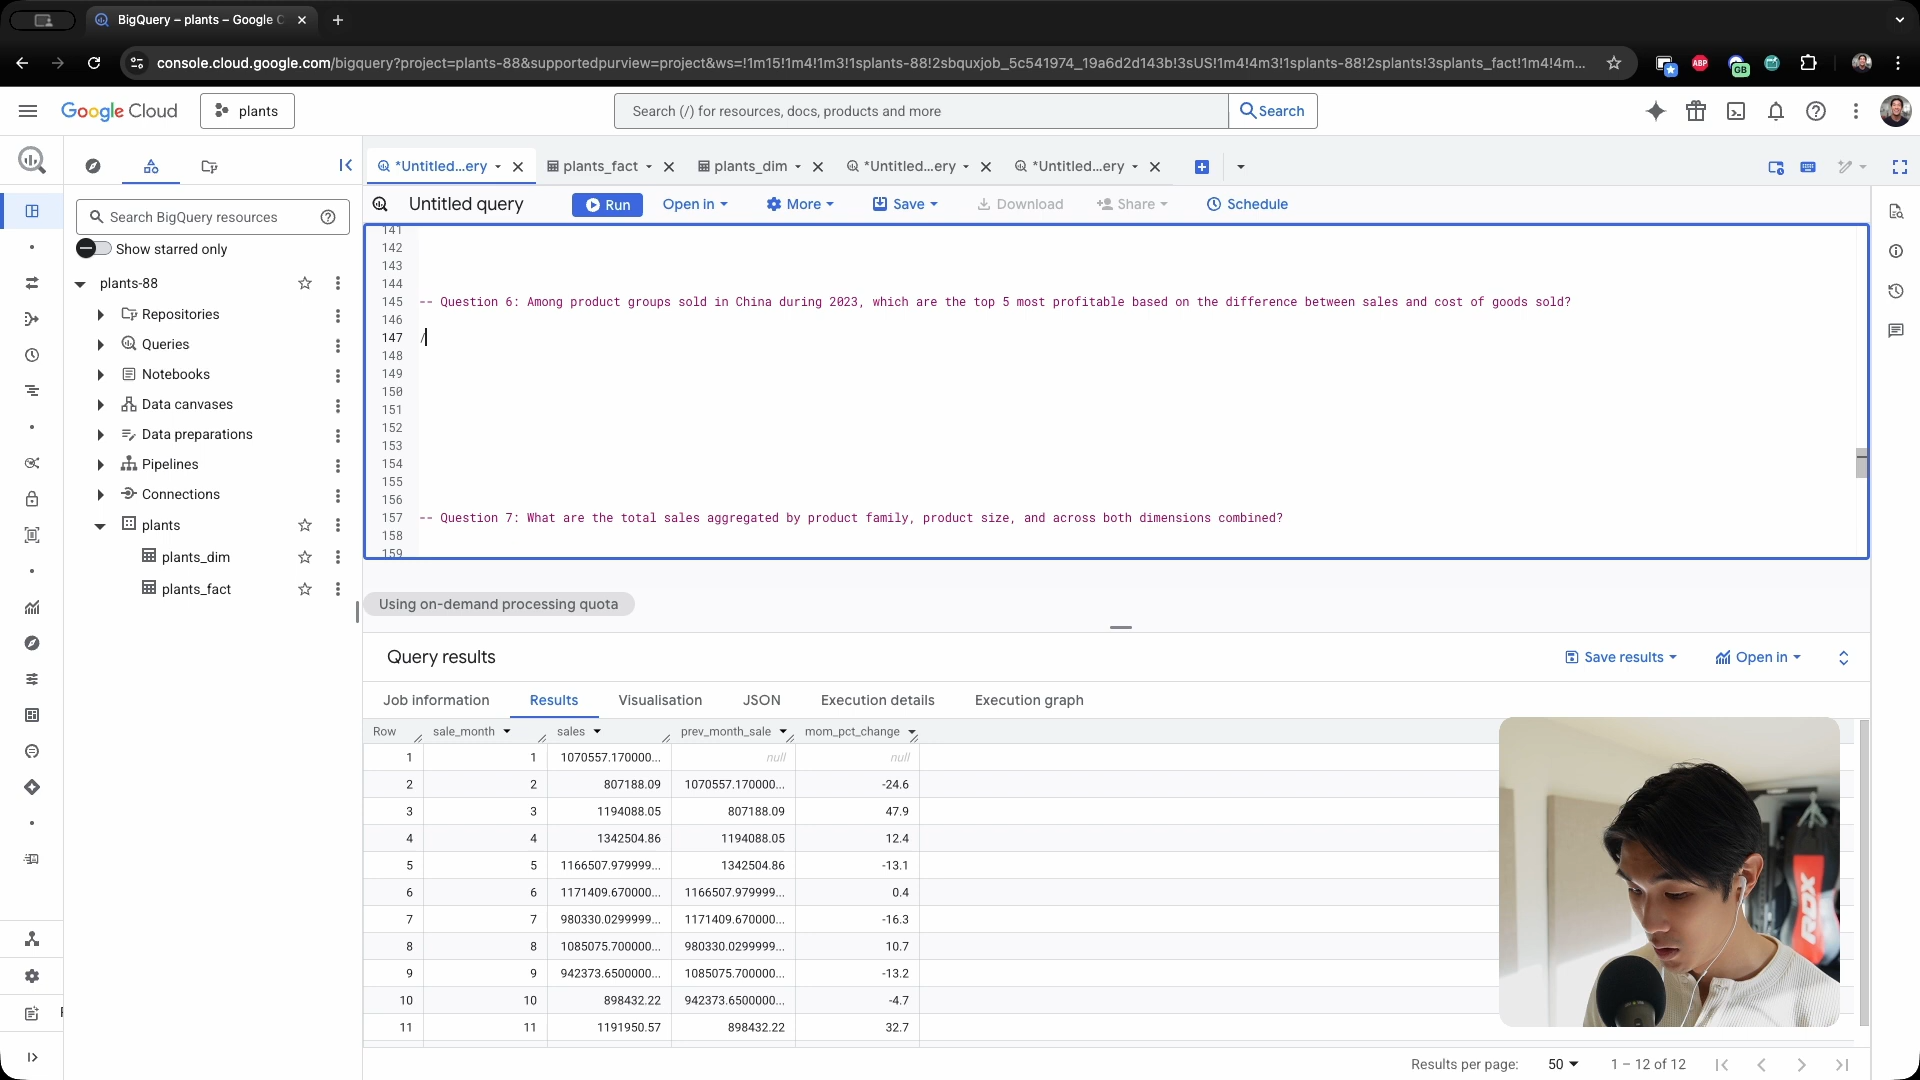 BigQuery – plants – Google C
console.cloud.google.com/bigquery?project=plants-88&supportedpurview=project&ws=!1m15!1m4!1m3!1splants-88!2sbquxjob_5c541974_19a6d2d143b!3sUS!1m4!4m3!1splants-88!2splants!3splants_fact!1m4!4m...
ABP
GB
Google Cloud
plants
Search (/) for resources, docs, products and more
Search
*Untitled...ery
plants_fact
plants_dim
*Untitled...ery
*Untitled...ery
Search BigQuery resources
Show starred only
plants-88
Repositories
Queries
Notebooks
Data canvases
Data preparations
Pipelines
Connections
plants
plants_dim
plants_fact
Untitled query
Run
Open in
More
Save
Download
Share
Schedule
141
142
143
144
145 -- Question 6: Among product groups sold in China during 2023, which are the top 5 most profitable based on the difference between sales and cost of goods sold?
146
147 /
148
149
150
151
152
153
154
155
156
157 -- Question 7: What are the total sales aggregated by product family, product size, and across both dimensions combined?
158
159
Using on-demand processing quota
Query results
Save results
Open in
Job information
Results
Visualisation
JSON
Execution details
Execution graph
Row sale_month sales prev_month_sale mom_pct_change
1 1 1070557.170000... null null
2 2 807188.09 1070557.170000... -24.6
3 3 1194088.05 807188.09 47.9
4 4 1342504.86 1194088.05 12.4
5 5 1166507.979999... 1342504.86 -13.1
6 6 1171409.670000... 1166507.979999... 0.4
7 7 980330.0299999... 1171409.670000... -16.3
8 8 1085075.700000... 980330.0299999... 10.7
9 9 942373.6500000... 1085075.700000... -13.2
10 10 898432.22 942373.6500000... -4.7
11 11 1191950.57 898432.22 32.7
RDX
Results per page: 50 1 – 12 of 12